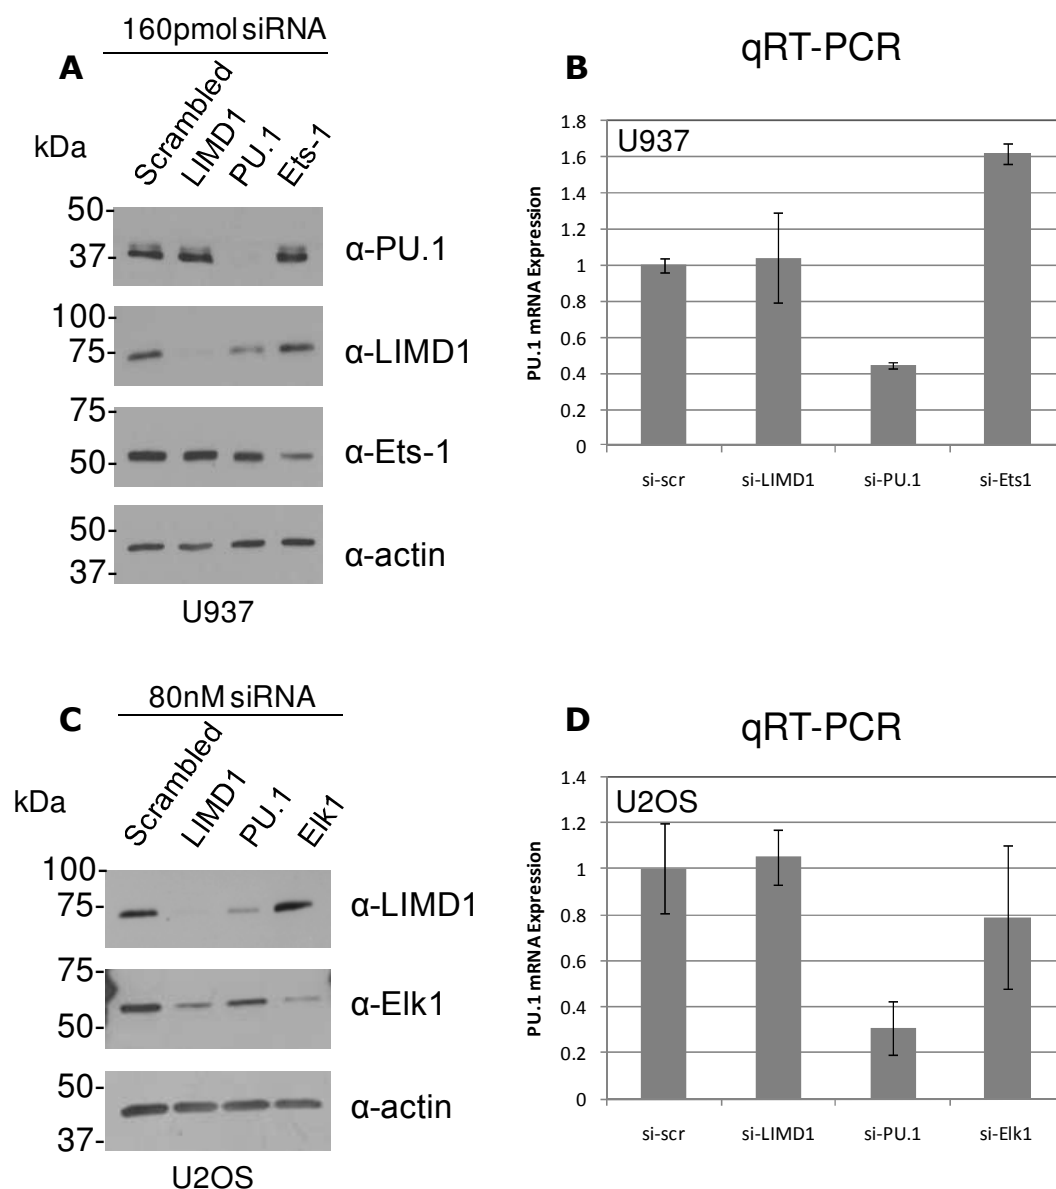 160pmol siRNA
A
kDa
Scrambled
LIMD1
PU.1
Ets-1
50-
37-
α-PU.1
100-
75-
α-LIMD1
75-
50-
α-Ets-1
50-
37-
α-actin
U937
B
qRT-PCR
U937
PU.1 mRNA Expression
1.8
1.6
1.4
1.2
1
0.8
0.6
0.4
0.2
0
si-scr si-LIMD1 si-PU.1 si-Ets1
80nM siRNA
C
kDa
Scrambled
LIMD1
PU.1
Elk1
100-
75-
α-LIMD1
75-
50-
α-Elk1
50-
37-
α-actin
U2OS
D
qRT-PCR
U2OS
PU.1 mRNA Expression
1.4
1.2
1
0.8
0.6
0.4
0.2
0
si-scr si-LIMD1 si-PU.1 si-Elk1